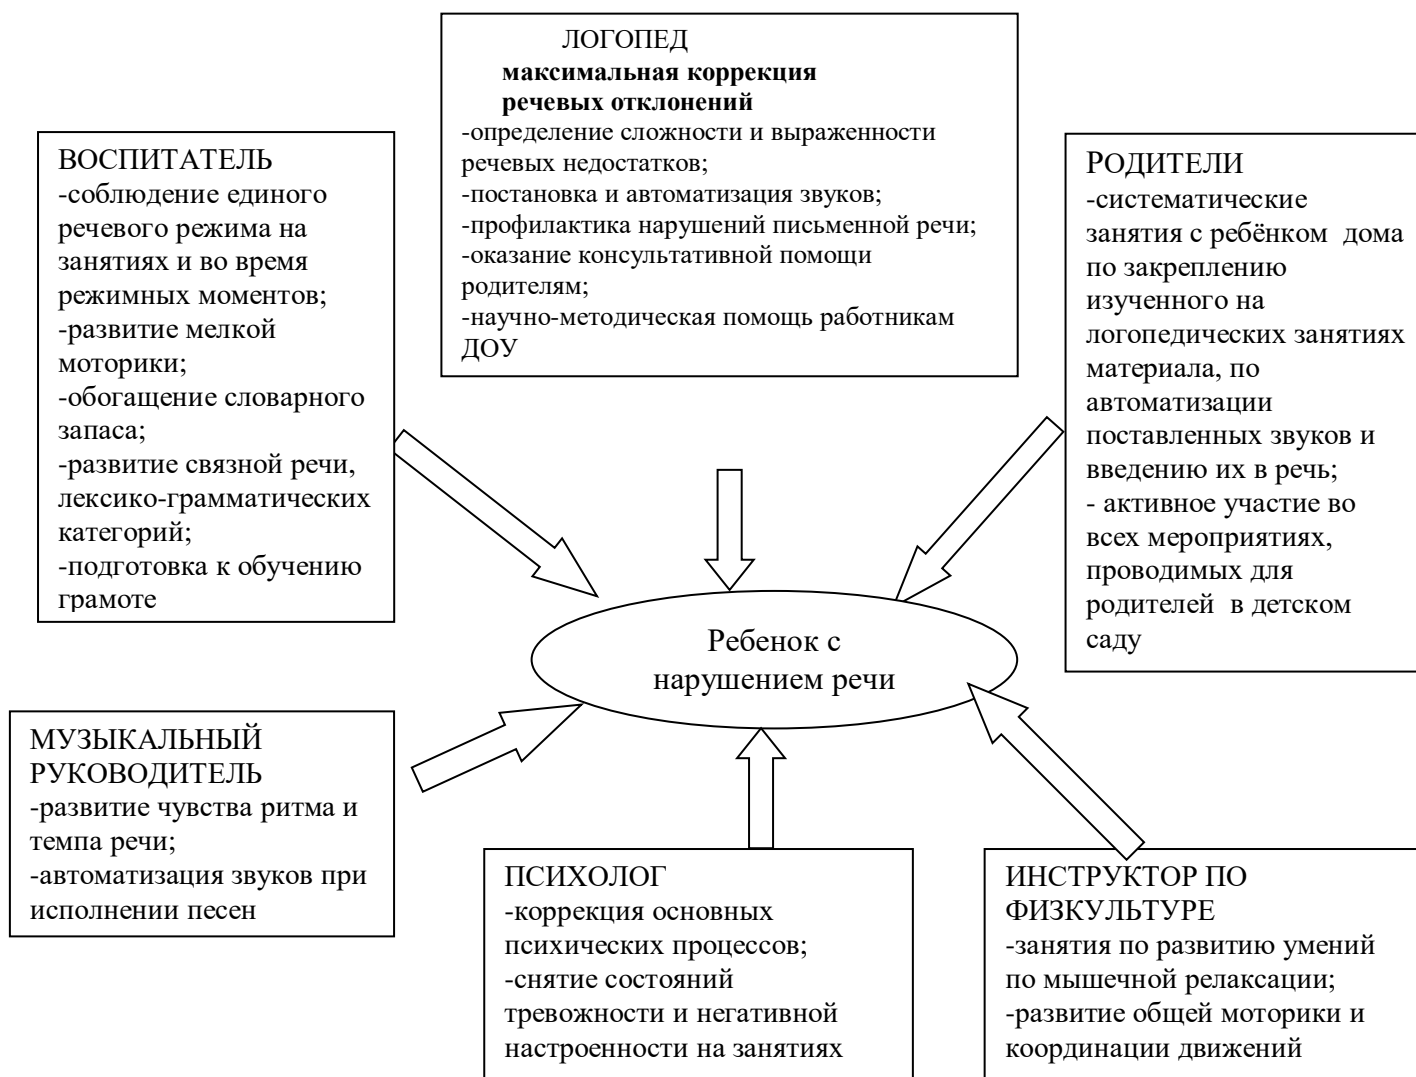 ЛОГОПЕД
максимальная коррекция
речевых отклонений
-определение сложности и выраженности
речевых недостатков;
-постановка и автоматизация звуков;
-профилактика нарушений письменной речи;
-оказание консультативной помощи
родителям;
-научно-методическая помощь работникам
ДОУ
ВОСПИТАТЕЛЬ
-соблюдение единого
речевого режима на
занятиях и во время
режимных моментов;
-развитие мелкой
моторики;
-обогащение словарного
запаса;
-развитие связной речи,
лексико-грамматических
категорий;
-подготовка к обучению
грамоте
РОДИТЕЛИ
-систематические
занятия с ребёнком дома
по закреплению
изученного на
логопедических занятиях
материала, по
автоматизации
поставленных звуков и
введению их в речь;
- активное участие во
всех мероприятиях,
проводимых для
родителей в детском
саду
Ребенок с
нарушением речи
МУЗЫКАЛЬНЫЙ
РУКОВОДИТЕЛЬ
-развитие чувства ритма и
темпа речи;
-автоматизация звуков при
исполнении песен
ПСИХОЛОГ
-коррекция основных
психических процессов;
-снятие состояний
тревожности и негативной
настроенности на занятиях
ИНСТРУКТОР ПО
ФИЗКУЛЬТУРЕ
-занятия по развитию умений
по мышечной релаксации;
-развитие общей моторики и
координации движений